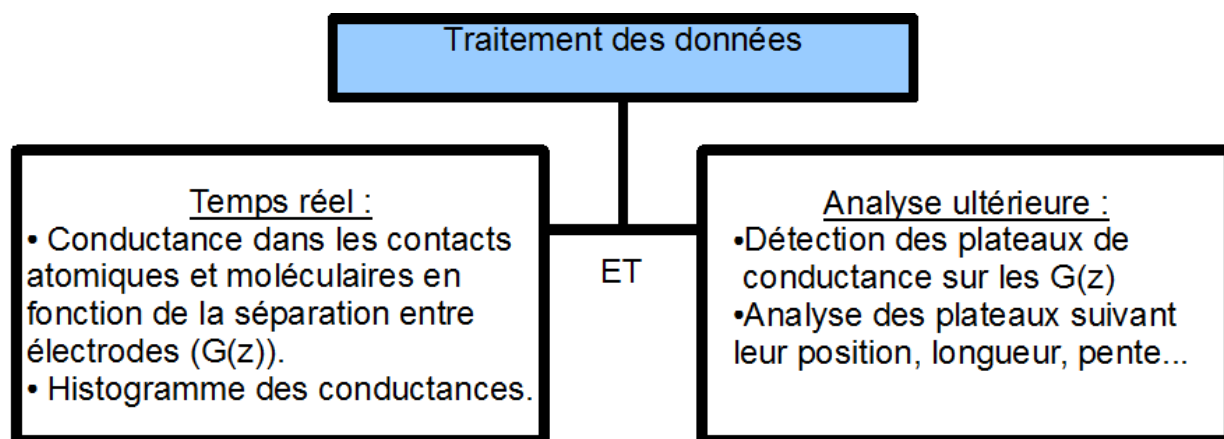 Traitement des données
Temps réel :
• Conductance dans les contacts
atomiques et moléculaires en
fonction de la séparation entre
électrodes (G(z)).
• Histogramme des conductances.
ET
Analyse ultérieure :
•Détection des plateaux de
conductance sur les G(z)
•Analyse des plateaux suivant
leur position, longueur, pente...